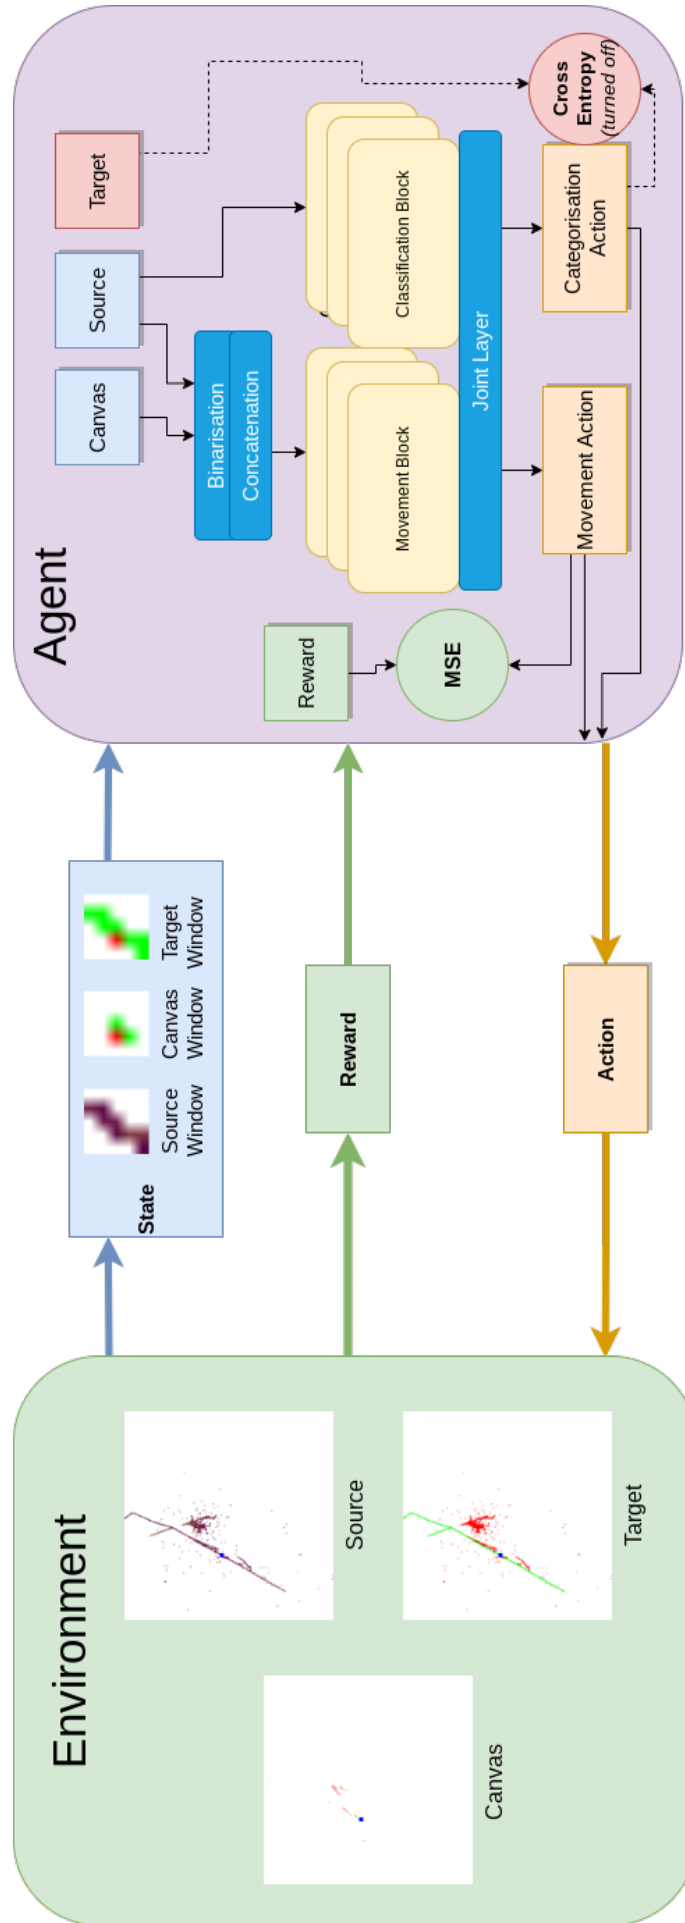 Environment
Canvas
Source
Target
State
Source
Window
Canvas
Window
Target
Window
Reward
Action
Agent
Canvas
Source
Target
Binarisation
Concatenation
Reward
MSE
Movement Block
Classification Block
Joint Layer
Movement Action
Categorisation
Action
Cross
Entropy
(turned off)